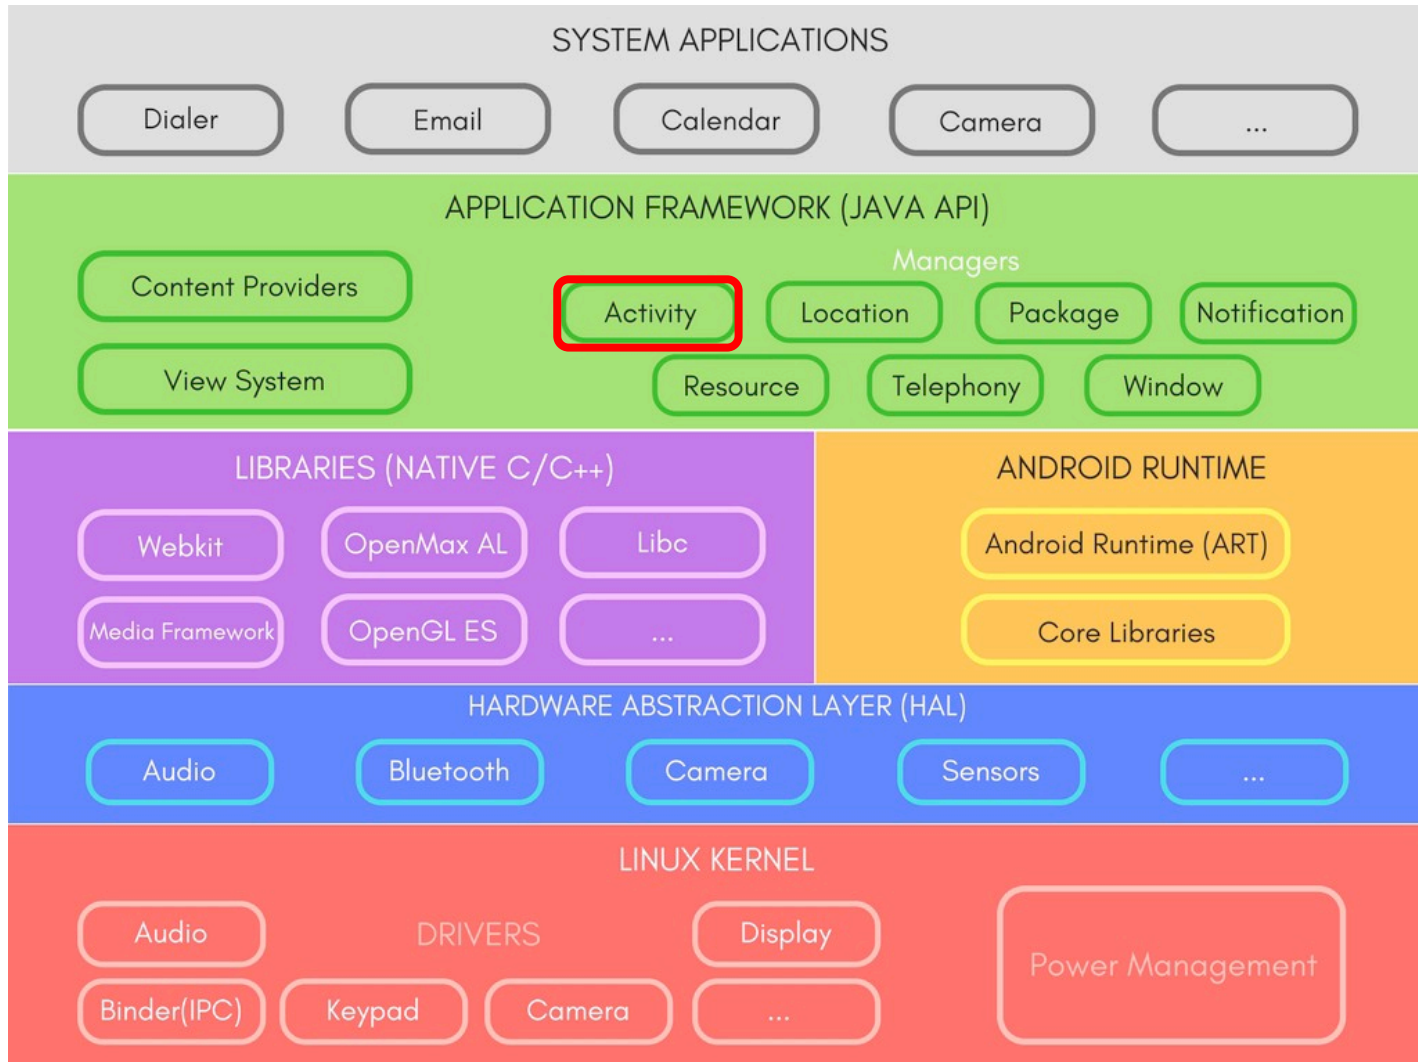 SYSTEM APPLICATIONS
Dialer
Email
Calendar
Camera
...
APPLICATION FRAMEWORK (JAVA API)
Content Providers
View System
Managers
Activity
Location
Package
Notification
Resource
Telephony
Window
LIBRARIES (NATIVE C/C++)
Webkit
OpenMax AL
Libc
Media Framework
OpenGL ES
...
ANDROID RUNTIME
Android Runtime (ART)
Core Libraries
HARDWARE ABSTRACTION LAYER (HAL)
Audio
Bluetooth
Camera
Sensors
...
LINUX KERNEL
Audio
DRIVERS
Display
Binder(IPC)
Keypad
Camera
...
Power Management